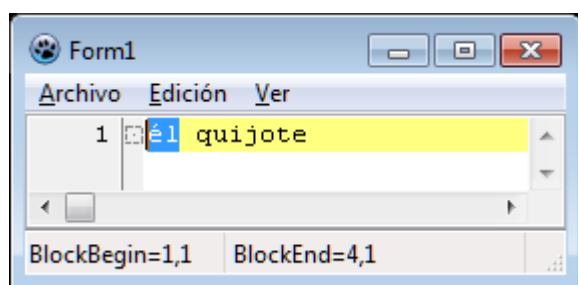 Form1
Archivo Edición Ver
1 él quijote
BlockBegin=1,1 BlockEnd=4,1